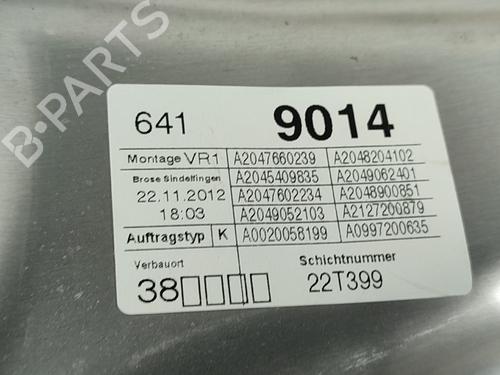 B-PARTS
641 9014
Montage VR1 A2047660239 A2048204102
Brose Sindelfingen A2045409835 A2049062401
22.11.2012 A2047602234 A2048900851
18:03 A2049052103 A2127200879
Auftragstyp K A0020058199 A0997200635
Verbauort Schichtnummer
38□□□□ 22T399